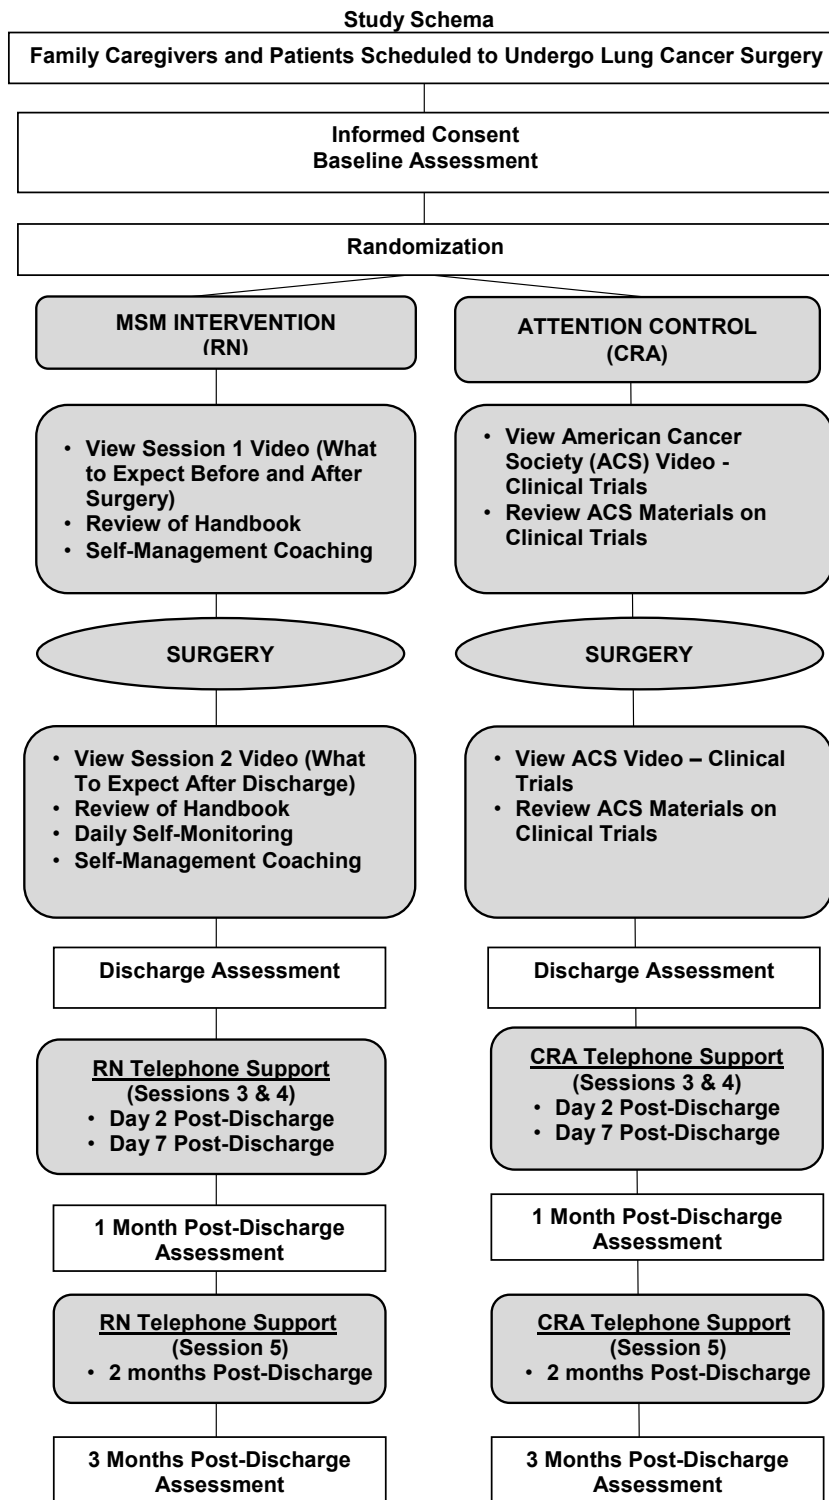 Study Schema
Family Caregivers and Patients Scheduled to Undergo Lung Cancer Surgery
Informed Consent
Baseline Assessment
Randomization
MSM INTERVENTION
(RN)
ATTENTION CONTROL
(CRA)
• View Session 1 Video (What
to Expect Before and After
Surgery)
• Review of Handbook
• Self-Management Coaching
• View American Cancer
Society (ACS) Video -
Clinical Trials
• Review ACS Materials on
Clinical Trials
SURGERY
SURGERY
• View Session 2 Video (What
To Expect After Discharge)
• Review of Handbook
• Daily Self-Monitoring
• Self-Management Coaching
• View ACS Video – Clinical
Trials
• Review ACS Materials on
Clinical Trials
Discharge Assessment
Discharge Assessment
RN Telephone Support
(Sessions 3 & 4)
• Day 2 Post-Discharge
• Day 7 Post-Discharge
CRA Telephone Support
(Sessions 3 & 4)
• Day 2 Post-Discharge
• Day 7 Post-Discharge
1 Month Post-Discharge
Assessment
1 Month Post-Discharge
Assessment
RN Telephone Support
(Session 5)
• 2 months Post-Discharge
CRA Telephone Support
(Session 5)
• 2 months Post-Discharge
3 Months Post-Discharge
Assessment
3 Months Post-Discharge
Assessment